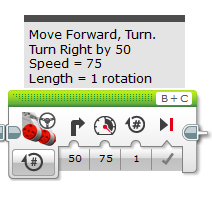 Move Forward, Turn.
Turn Right by 50
Speed = 75
Length = 1 rotation
B + C
#
#
50 75 1